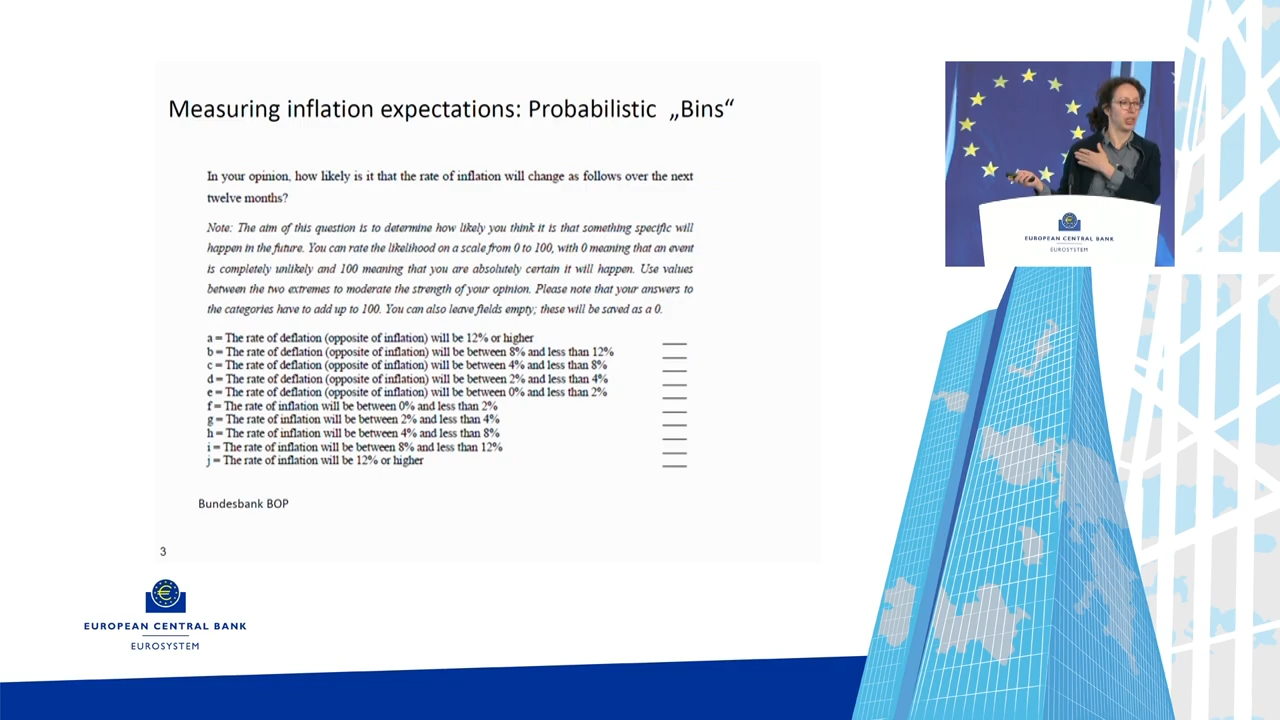 Measuring inflation expectations: Probabilistic „Bins“
In your opinion, how likely is it that the rate of inflation will change as follows over the next
twelve months?
Note: The aim of this question is to determine how likely you think it is that something specific will
happen in the future. You can rate the likelihood on a scale from 0 to 100, with 0 meaning that an event
is completely unlikely and 100 meaning that you are absolutely certain it will happen. Use values
between the two extremes to moderate the strength of your opinion. Please note that your answers to
the categories have to add up to 100. You can also leave fields empty; these will be saved as a 0.
a = The rate of deflation (opposite of inflation) will be 12% or higher
b = The rate of deflation (opposite of inflation) will be between 8% and less than 12%
c = The rate of deflation (opposite of inflation) will be between 4% and less than 8%
d = The rate of deflation (opposite of inflation) will be between 2% and less than 4%
e = The rate of deflation (opposite of inflation) will be between 0% and less than 2%
f = The rate of inflation will be between 0% and less than 2%
g = The rate of inflation will be between 2% and less than 4%
h = The rate of inflation will be between 4% and less than 8%
i = The rate of inflation will be between 8% and less than 12%
j = The rate of inflation will be 12% or higher
Bundesbank BOP
3
EUROPEAN CENTRAL BANK
EUROSYSTEM
EUROPEAN CENTRAL BANK
EUROSYSTEM